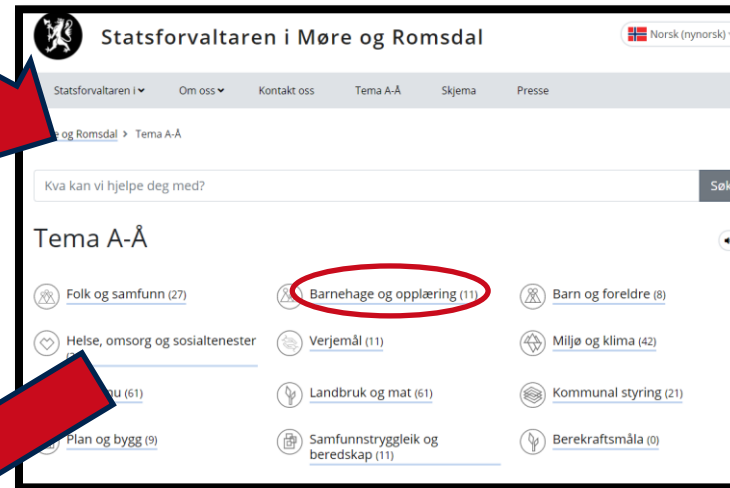 Statsforvaltaren i Møre og Romsdal
Norsk (nynorsk)
Statsforvaltaren i Om oss Kontakt oss Tema A-Å Skjema Presse
og Romsdal > Tema A-Å
Kva kan vi hjelpe deg med?
Søk
Tema A-Å
Folk og samfunn (27)
Barnehage og opplæring (11)
Barn og foreldre (8)
Helse, omsorg og sosialtenester
Verjemål (11)
Miljø og klima (42)
(61)
Landbruk og mat (61)
Kommunal styring (21)
Plan og bygg (9)
Samfunnstryggleik og
beredskap (11)
Berekraftsmåla (0)